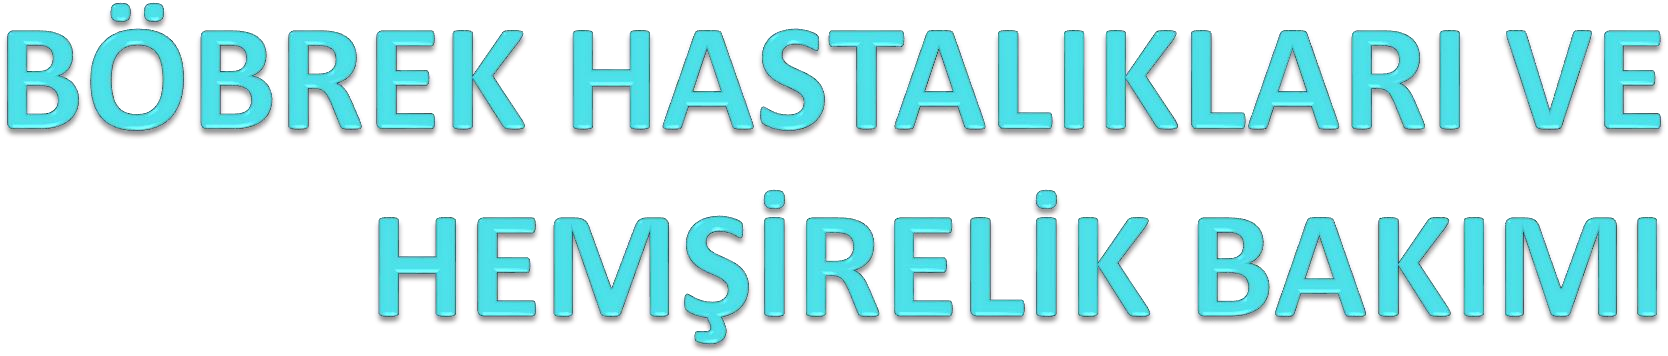 BÖBREK HASTALIKLARI VE
HEMŞİRELİK BAKIMI